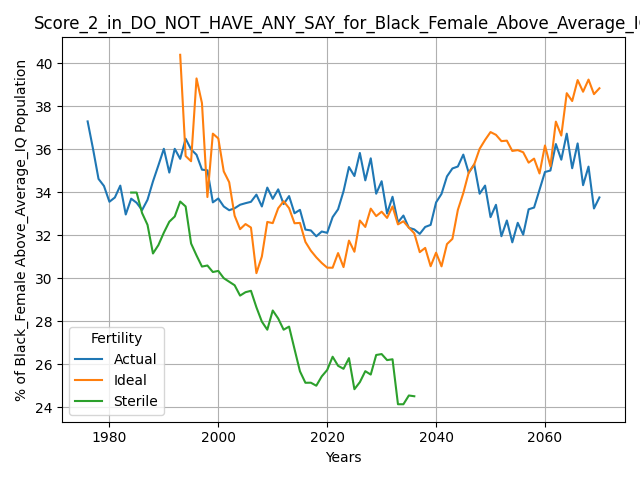 Score_2_in_DO_NOT_HAVE_ANY_SAY_for_Black_Female_Above_Average_I
% of Black_Female Above_Average_IQ Population
40
38
36
34
32
30
28
26
24
Fertility
Actual
Ideal
Sterile
1980
2000
2020
2040
2060
Years